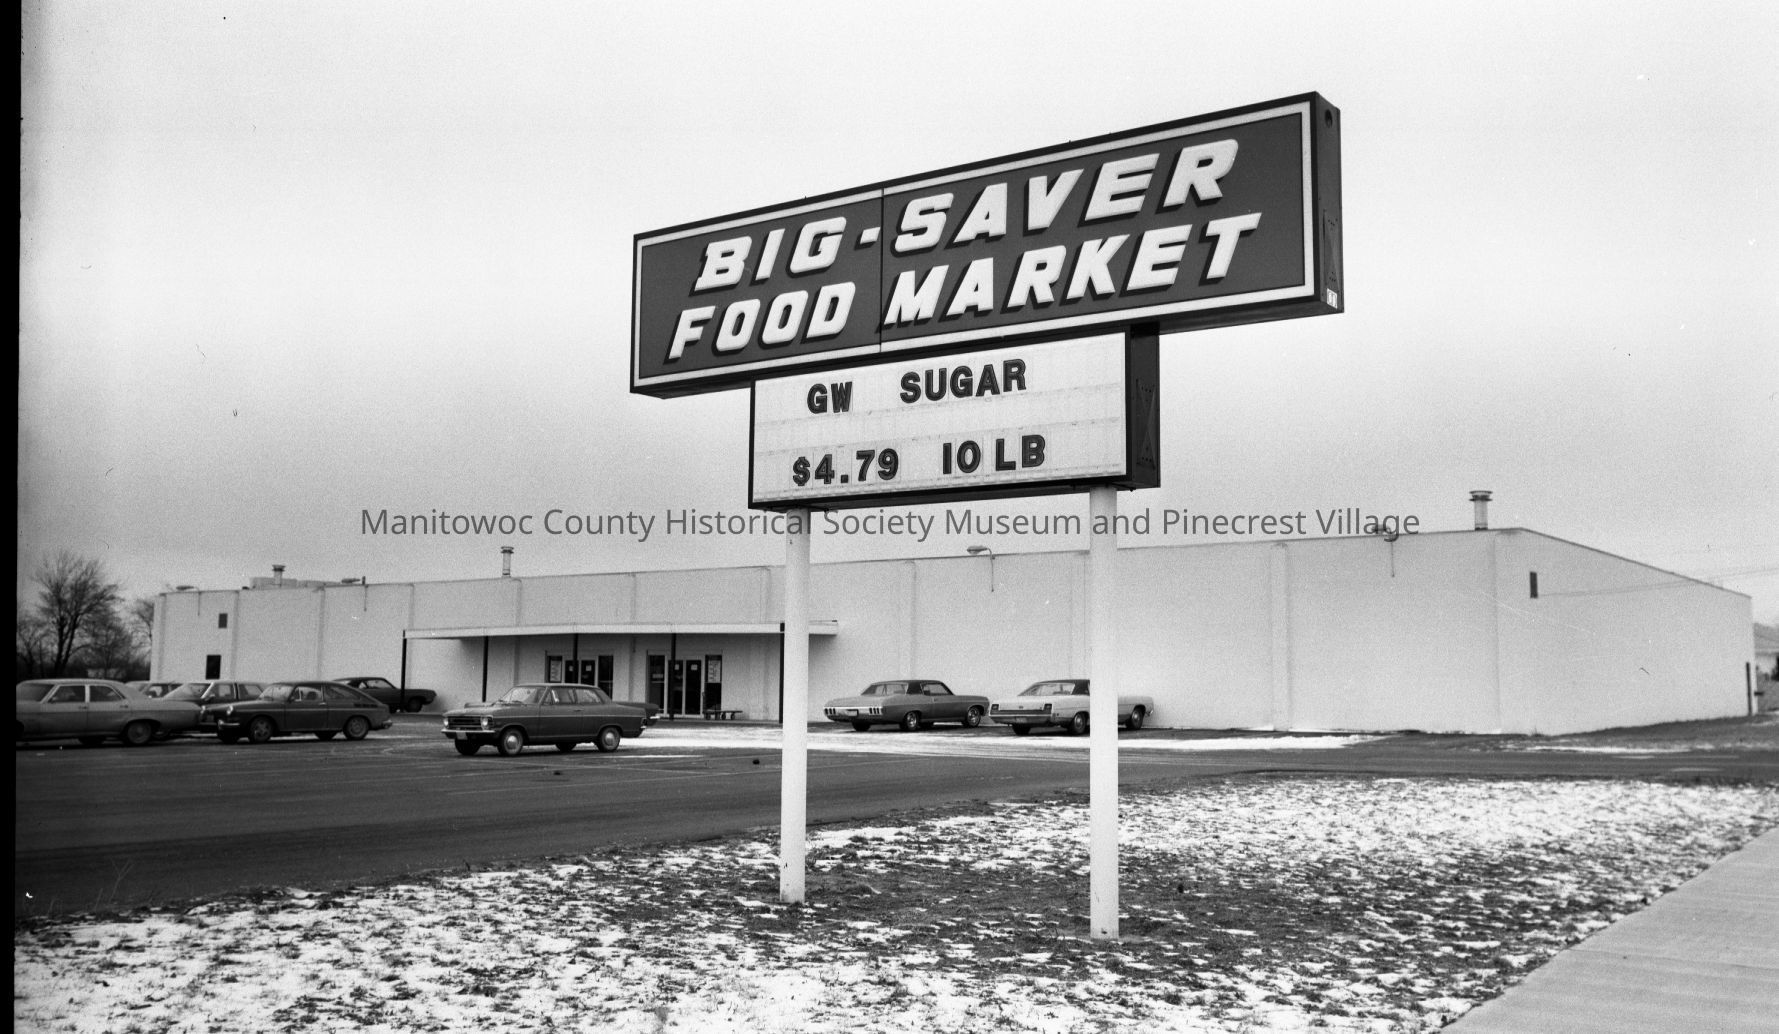 BIG-SAVER
FOOD MARKET
GW SUGAR
$4.79 10 LB
Manitowoc County Historical Society Museum and Pinecrest Village